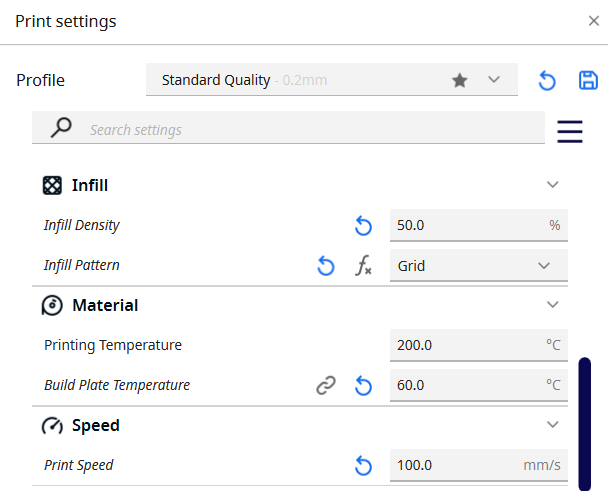 Print settings
Profile Standard Quality - 0.2mm
Search settings
Infill
Infill Density 50.0 %
Infill Pattern fx Grid
Material
Printing Temperature 200.0 °C
Build Plate Temperature 60.0 °C
Speed
Print Speed 100.0 mm/s